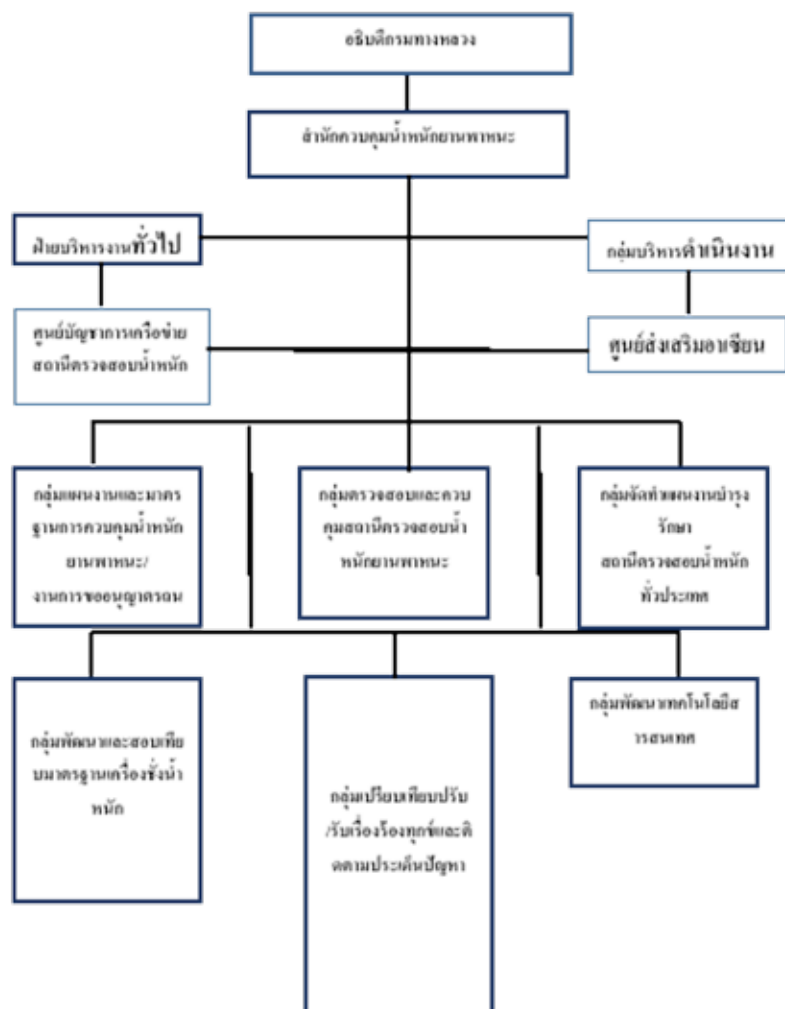 อธิบดีกรมทางหลวง
สำนักควบคุมน้ำหนักยานพาหนะ
ฝ่ายบริหารงานทั่วไป
กลุ่มบริหารดำเนินงาน
ศูนย์บัญชาการเครือข่าย
สถานีตรวจสอบน้ำหนัก
ศูนย์ส่งเสริมอาเซียน
กลุ่มแผนงานและมาตร
ฐานการควบคุมน้ำหนัก
ยานพาหนะ/
งานการขออนุญาตรถน
กลุ่มตรวจสอบและควบ
คุมสถานีตรวจสอบน้ำ
หนักยานพาหนะ
กลุ่มจัดทำแผนงานบำรุง
รักษา
สถานีตรวจสอบน้ำหนัก
ทั่วประเทศ
กลุ่มพัฒนาและสอบเทีย
บมาตรฐานเครื่องชั่งน้ำ
หนัก
กลุ่มเปรียบเทียบปรับ
/รับเรื่องร้องทุกข์และติ
ดตามประเด็นปัญหา
กลุ่มพัฒนาเทคโนโลยีส
ารสนเทศ